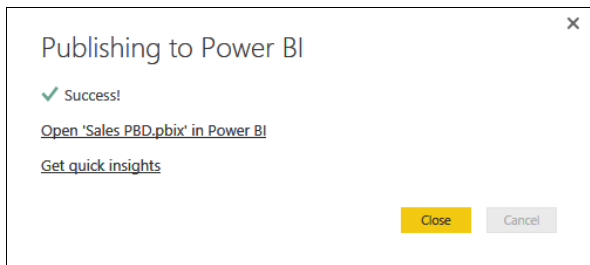 Publishing to Power BI
Success!
Open 'Sales PBD.pbix' in Power BI
Get quick insights
Close Cancel